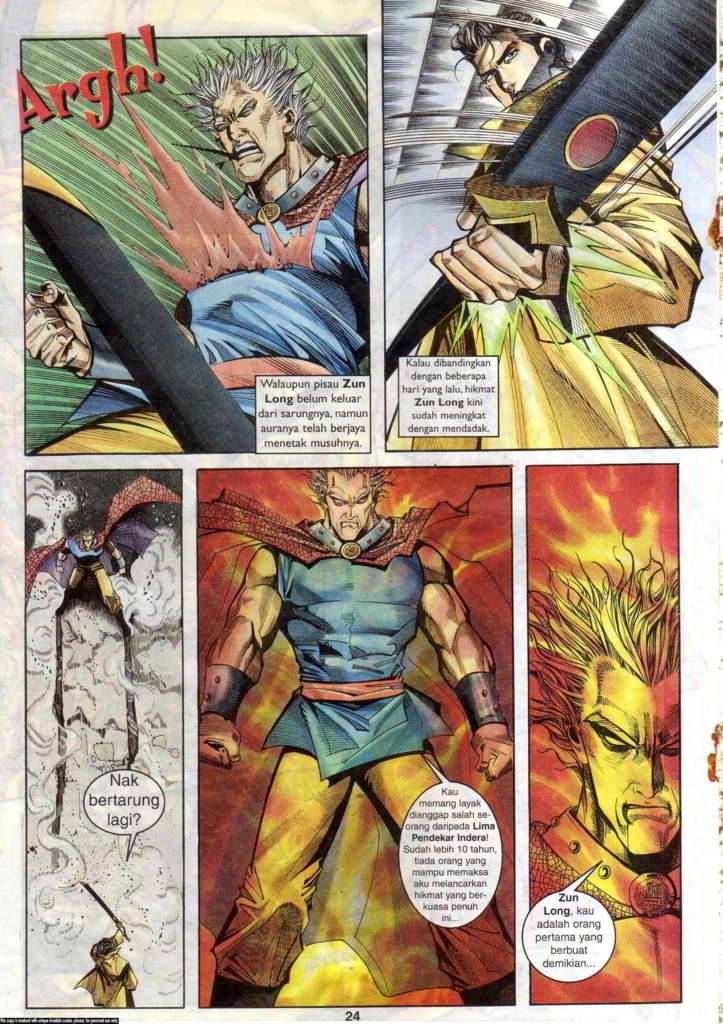 Argh!
Walaupun pisau Zun
Long belum keluar
dari sarungnya, namun
auranya telah berjaya
menetak musuhnya.
Kalau dibandingkan
dengan beberapa
hari yang lalu, hikmat
Zun Long kini
sudah meningkat
dengan mendadak.
Nak
bertarung
lagi?
Kau
memang layak
dianggap salah se-
orang daripada Lima
Pendekar Indera!
Sudah lebih 10 tahun,
tiada orang yang
mampu memaksa
aku melancarkan
hikmat yang ber-
kuasa penuh
ini...
Zun
Long, kau
adalah orang
pertama yang
berbuat
demikian...
24